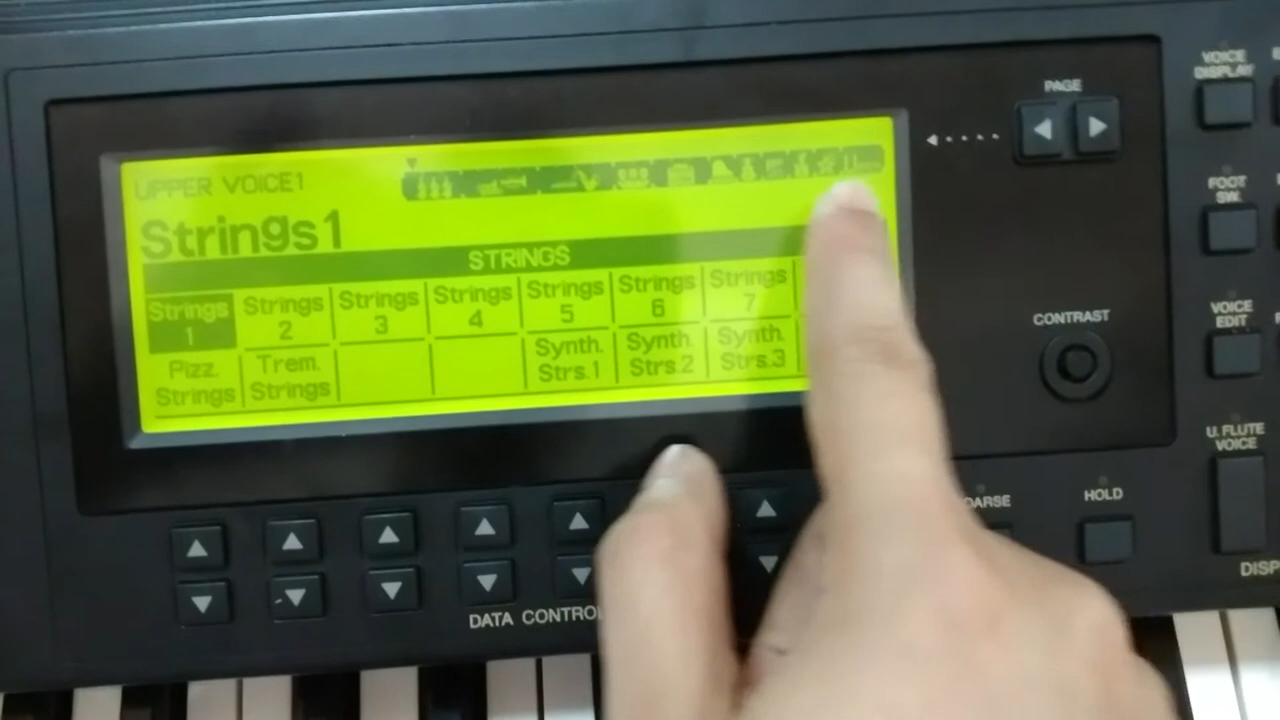 UPPER VOICE1
Strings1
STRINGS
Strings 1
Strings 2
Strings 3
Strings 4
Strings 5
Strings 6
Strings 7
Pizz. Strings
Trem. Strings
Synth. Strs.1
Synth. Strs.2
Synth. Strs.3
PAGE
CONTRAST
HOLD
DATA CONTRO
VOICE DISPLAY
FOOT SW.
VOICE EDIT
U. FLUTE VOICE
DISP